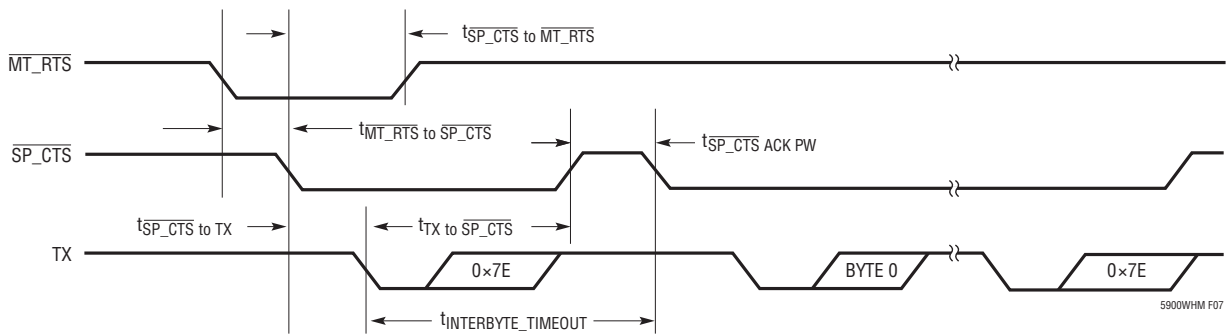 tSP_CTS to MT_RTS
MT_RTS
tMT_RTS to SP_CTS
tSP_CTS ACK PW
SP_CTS
tSP_CTS to TX
tTX to SP_CTS
TX
0×7E
BYTE 0
0×7E
5900WHM F07
tINTERBYTE_TIMEOUT